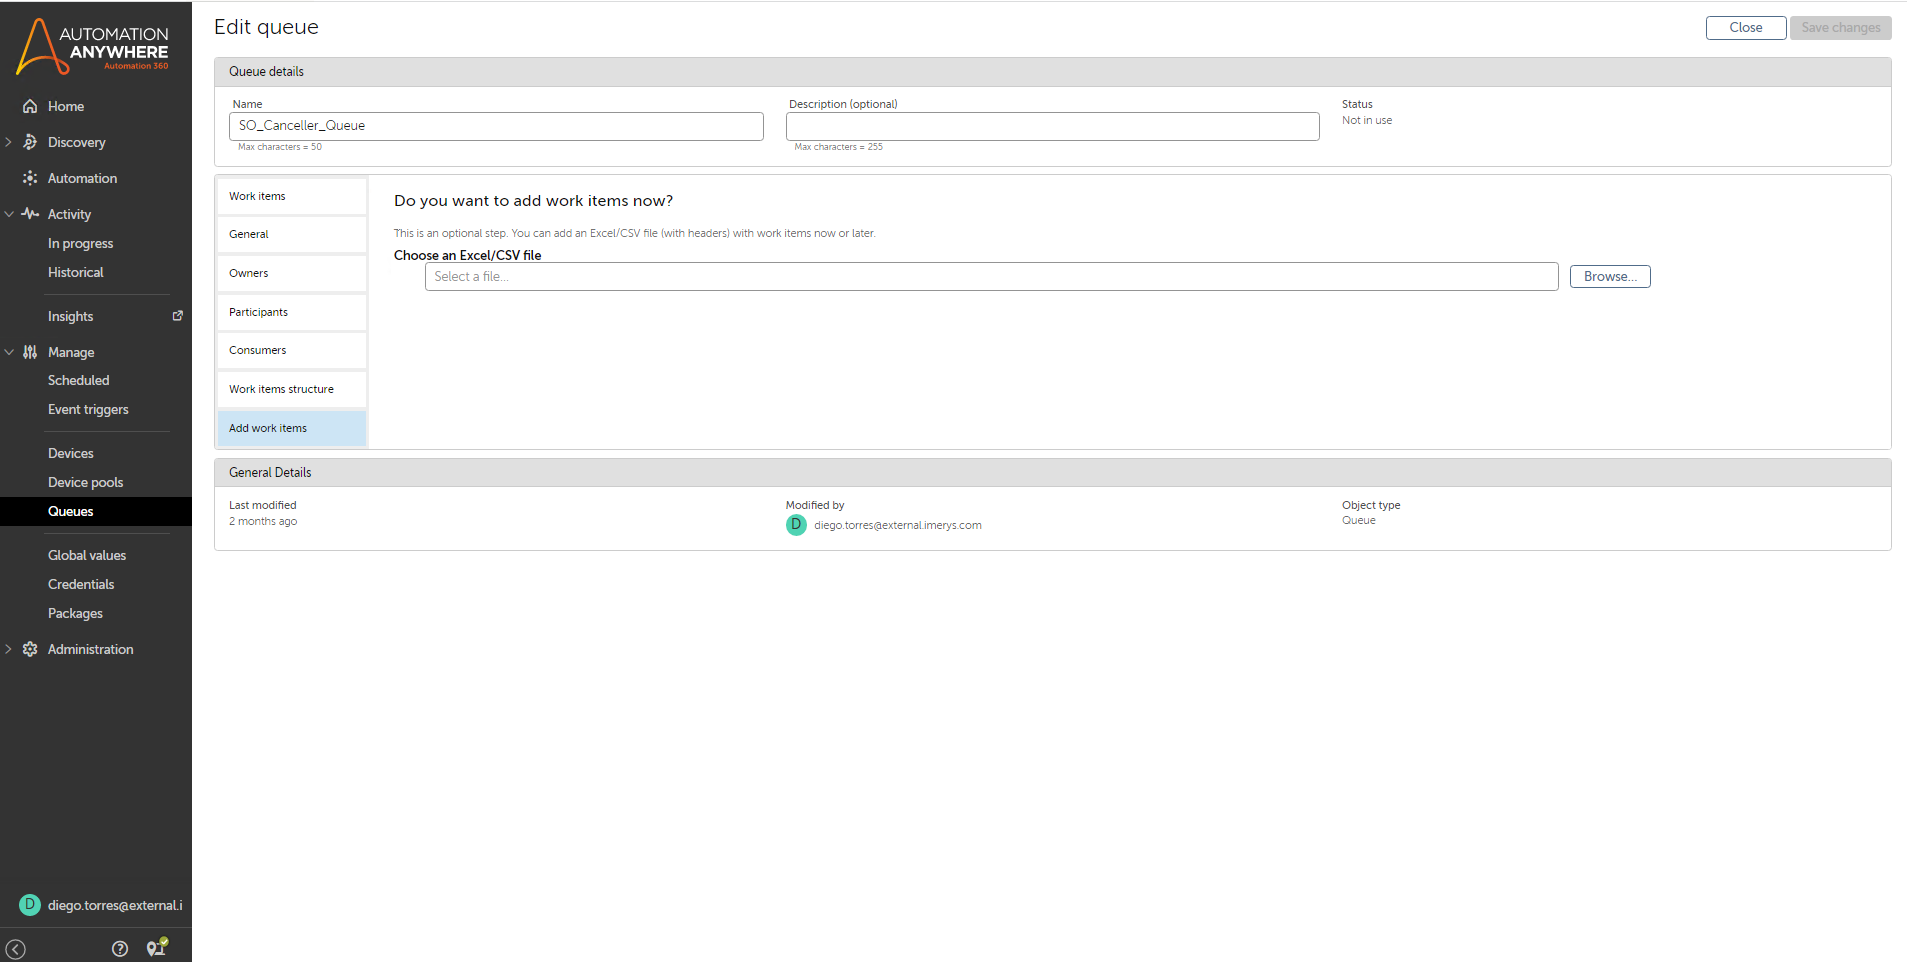 AUTOMATION
ANYWHERE
Automation 360
Home
Discovery
Automation
Activity
In progress
Historical
Insights
Manage
Scheduled
Event triggers
Devices
Device pools
Queues
Global values
Credentials
Packages
Administration
D diego.torres@external.i
Edit queue
Close Save changes
Queue details
Name
SO_Canceller_Queue
Max characters = 50
Description (optional)
Max characters = 255
Status
Not in use
Work items
General
Owners
Participants
Consumers
Work items structure
Add work items
Do you want to add work items now?
This is an optional step. You can add an Excel/CSV file (with headers) with work items now or later.
Choose an Excel/CSV file
Select a file... Browse...
General Details
Last modified
2 months ago
Modified by
D diego.torres@external.imerys.com
Object type
Queue